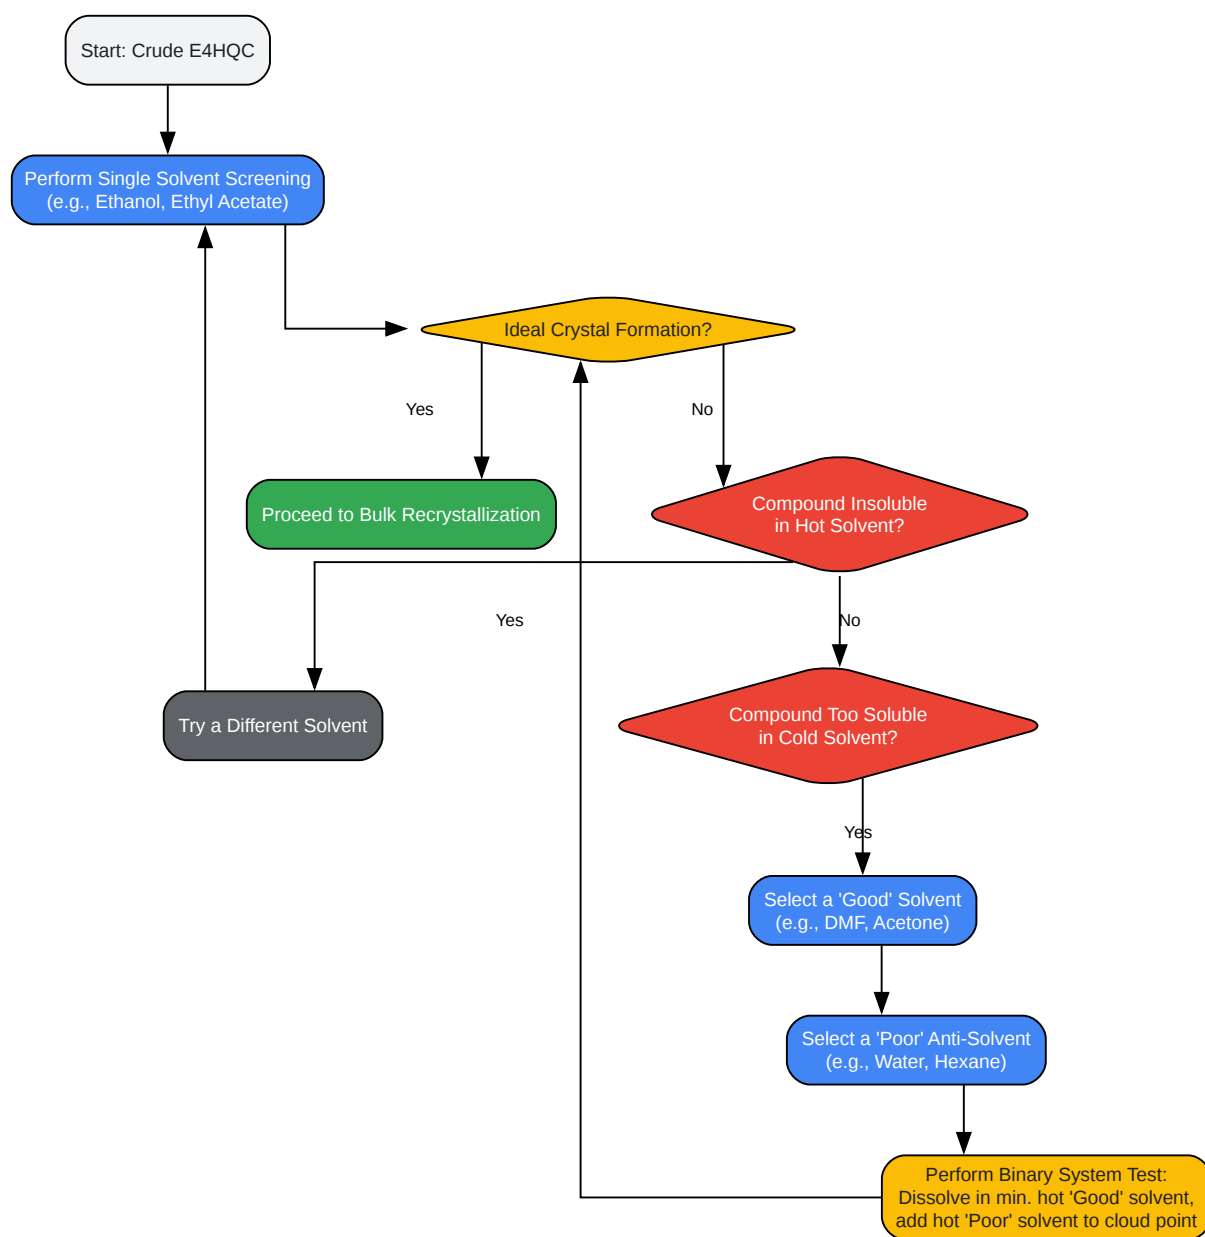 Start: Crude E4HQC
Perform Single Solvent Screening
(e.g., Ethanol, Ethyl Acetate)
Ideal Crystal Formation?
Yes
No
Compound Insoluble
in Hot Solvent?
Proceed to Bulk Recrystallization
Yes
No
Compound Too Soluble
in Cold Solvent?
Try a Different Solvent
Yes
Select a 'Good' Solvent
(e.g., DMF, Acetone)
Select a 'Poor' Anti-Solvent
(e.g., Water, Hexane)
Perform Binary System Test:
Dissolve in min. hot 'Good' solvent,
add hot 'Poor' solvent to cloud point